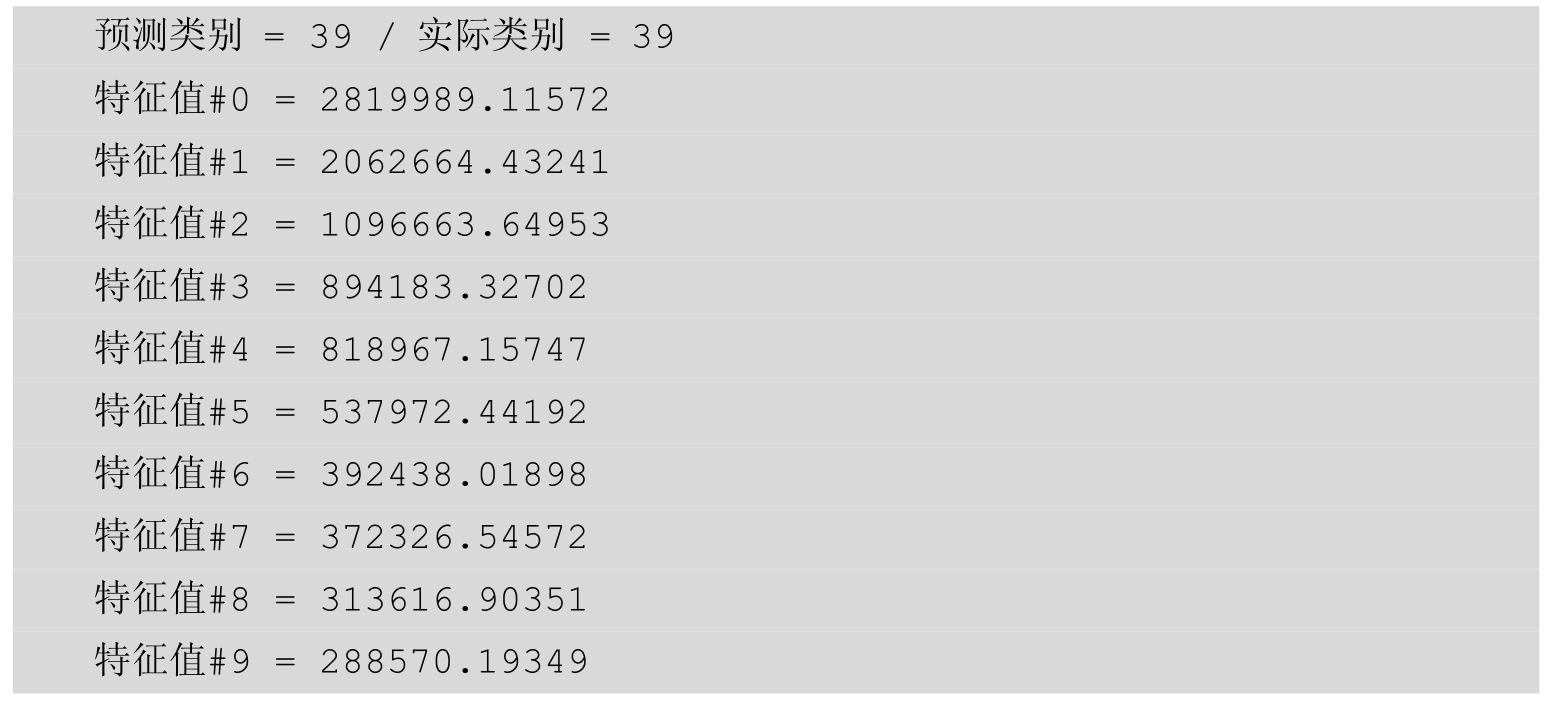 预测类别 = 39 / 实际类别 = 39
特征值#0 = 2819989.11572
特征值#1 = 2062664.43241
特征值#2 = 1096663.64953
特征值#3 = 894183.32702
特征值#4 = 818967.15747
特征值#5 = 537972.44192
特征值#6 = 392438.01898
特征值#7 = 372326.54572
特征值#8 = 313616.90351
特征值#9 = 288570.19349